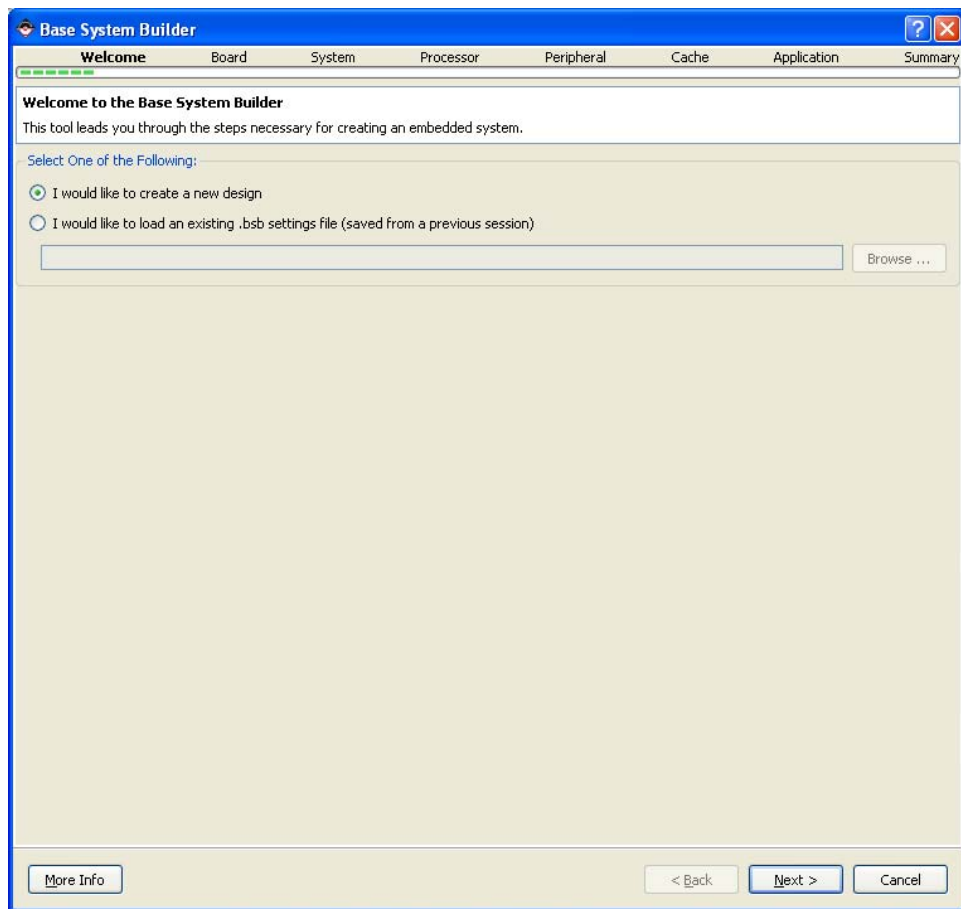 Base System Builder
Welcome Board System Processor Peripheral Cache Application Summary
Welcome to the Base System Builder
This tool leads you through the steps necessary for creating an embedded system.
Select One of the Following:
I would like to create a new design
I would like to load an existing .bsb settings file (saved from a previous session)
Browse ...
More Info < Back Next > Cancel